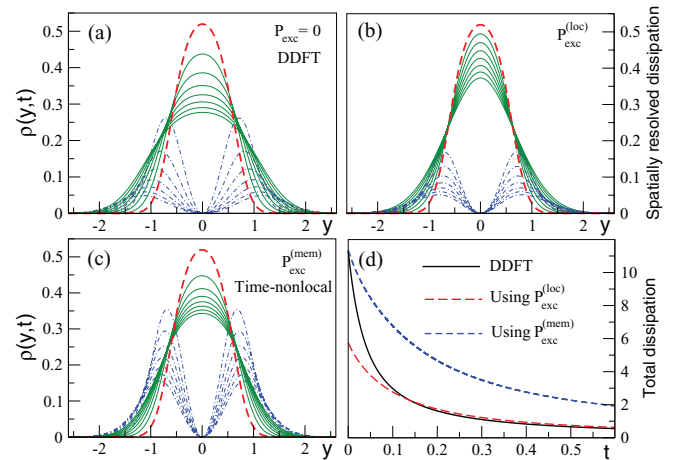 (a)
P_exc = 0
DDFT
ρ(y,t)
0.5
0.4
0.3
0.2
0.1
0
-2 -1 0 1 2 y
(b)
P_exc^(loc)
0.5
0.4
0.3
0.2
0.1
0
-2 -1 0 1 2 y
Spatially resolved dissipation
(c)
P_exc^(mem)
Time-nonlocal
ρ(y,t)
0.5
0.4
0.3
0.2
0.1
0
-2 -1 0 1 2 y
(d)
DDFT
Using P_exc^(loc)
Using P_exc^(mem)
10
8
6
4
2
0
0 0.1 0.2 0.3 0.4 0.5 t
Total dissipation